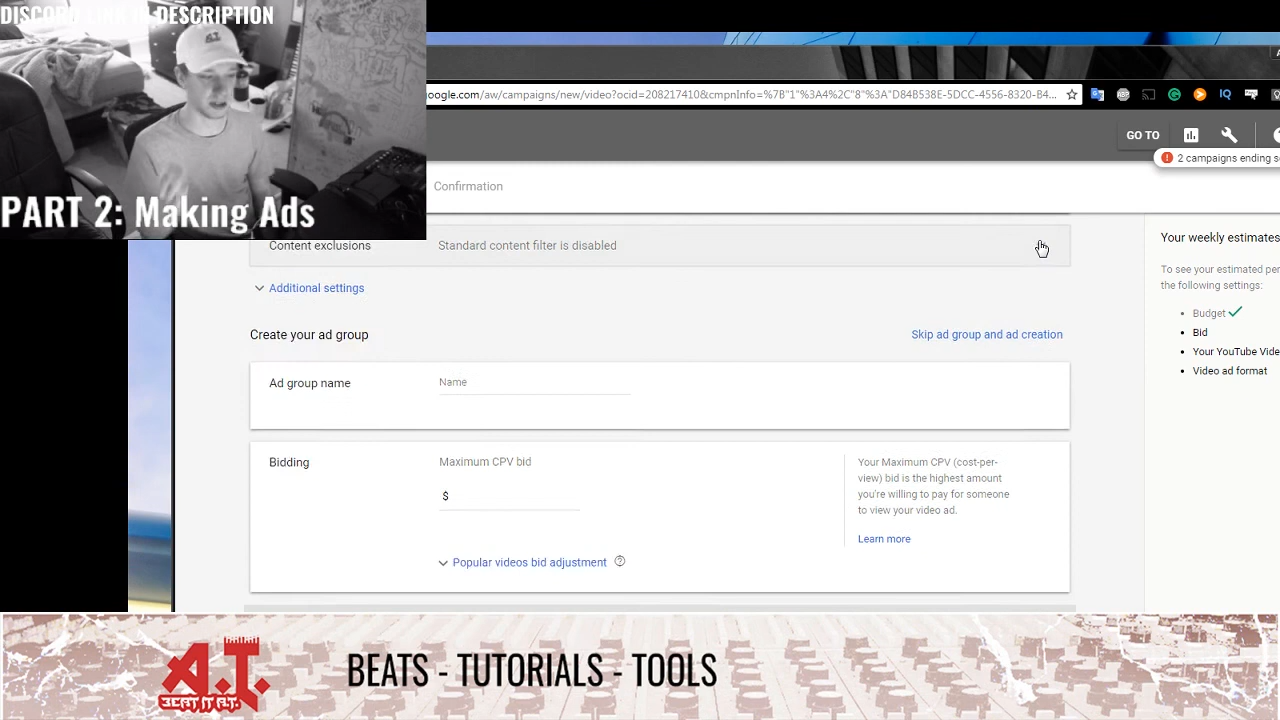 DISCORD LINK IN DESCRIPTION
PART 2: Making Ads
google.com/aw/campaigns/new/video?ocid=208217410&cmpnInfo=%7B"1"%3A4%2C"8"%3A"D84B538E-5DCC-4556-8320-B4...
GO TO
2 campaigns ending s
Confirmation
Content exclusions Standard content filter is disabled
Additional settings
Create your ad group Skip ad group and ad creation
Ad group name Name
Bidding Maximum CPV bid
$
Popular videos bid adjustment
Your Maximum CPV (cost-per-
view) bid is the highest amount
you're willing to pay for someone
to view your video ad.
Learn more
Your weekly estimates
To see your estimated per
the following settings:
Budget
Bid
Your YouTube Vide
Video ad format
A.T.
BEAT IT AT
BEATS - TUTORIALS - TOOLS